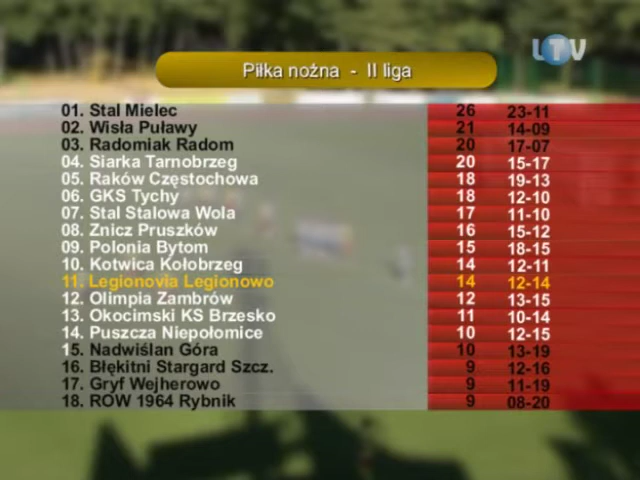 LTV
Piłka nożna - II liga
01. Stal Mielec 26 23-11
02. Wisła Puławy 21 14-09
03. Radomiak Radom 20 17-07
04. Siarka Tarnobrzeg 20 15-17
05. Raków Częstochowa 18 19-13
06. GKS Tychy 18 12-10
07. Stal Stalowa Wola 17 11-10
08. Znicz Pruszków 16 15-12
09. Polonia Bytom 15 18-15
10. Kotwica Kołobrzeg 14 12-11
11. Legionovia Legionowo 14 12-14
12. Olimpia Zambrów 12 13-15
13. Okocimski KS Brzesko 11 10-14
14. Puszcza Niepołomice 10 12-15
15. Nadwiślan Góra 10 13-19
16. Błękitni Stargard Szcz. 9 12-16
17. Gryf Wejherowo 9 11-19
18. ROW 1964 Rybnik 9 08-20